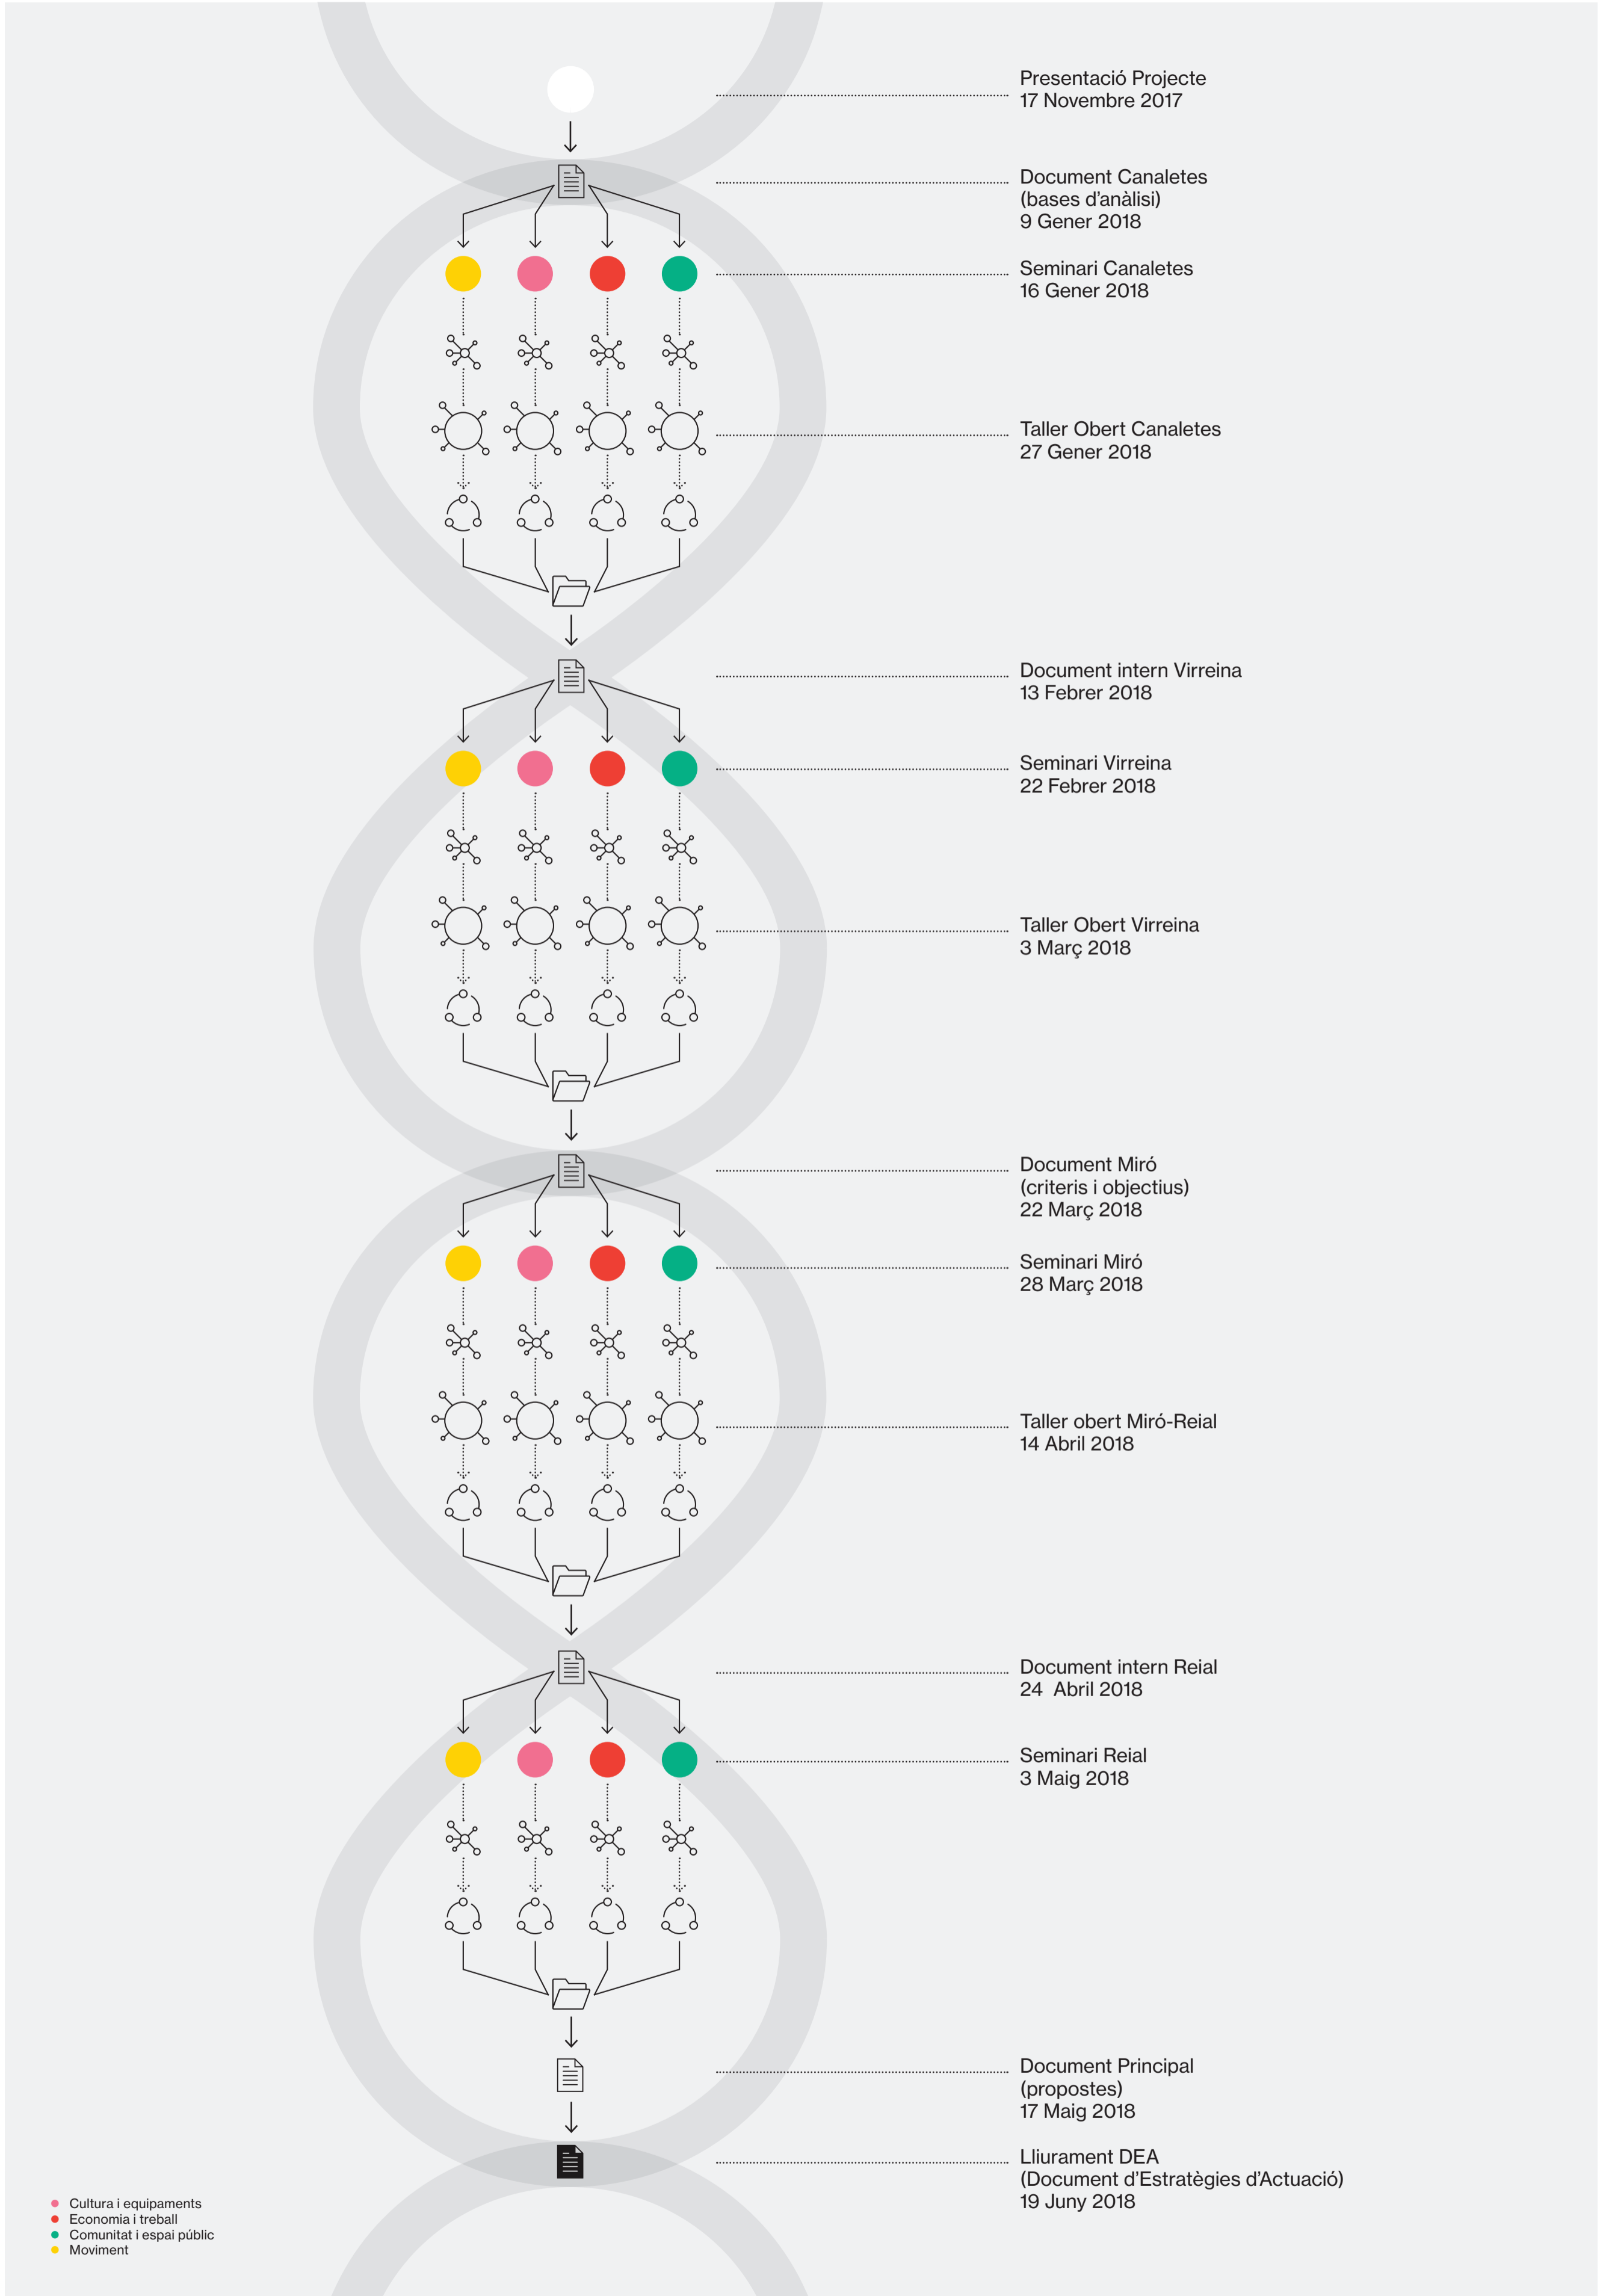 Presentació Projecte
17 Novembre 2017
Document Canaletes
(bases d’anàlisi)
9 Gener 2018
Seminari Canaletes
16 Gener 2018
Taller Obert Canaletes
27 Gener 2018
Document intern Virreina
13 Febrer 2018
Seminari Virreina
22 Febrer 2018
Taller Obert Virreina
3 Març 2018
Document Miró
(criteris i objectius)
22 Març 2018
Seminari Miró
28 Març 2018
Taller obert Miró-Reial
14 Abril 2018
Document intern Reial
24 Abril 2018
Seminari Reial
3 Maig 2018
Document Principal
(propostes)
17 Maig 2018
Lliurament DEA
(Document d’Estratègies d’Actuació)
19 Juny 2018
Cultura i equipaments
Economia i treball
Comunitat i espai públic
Moviment